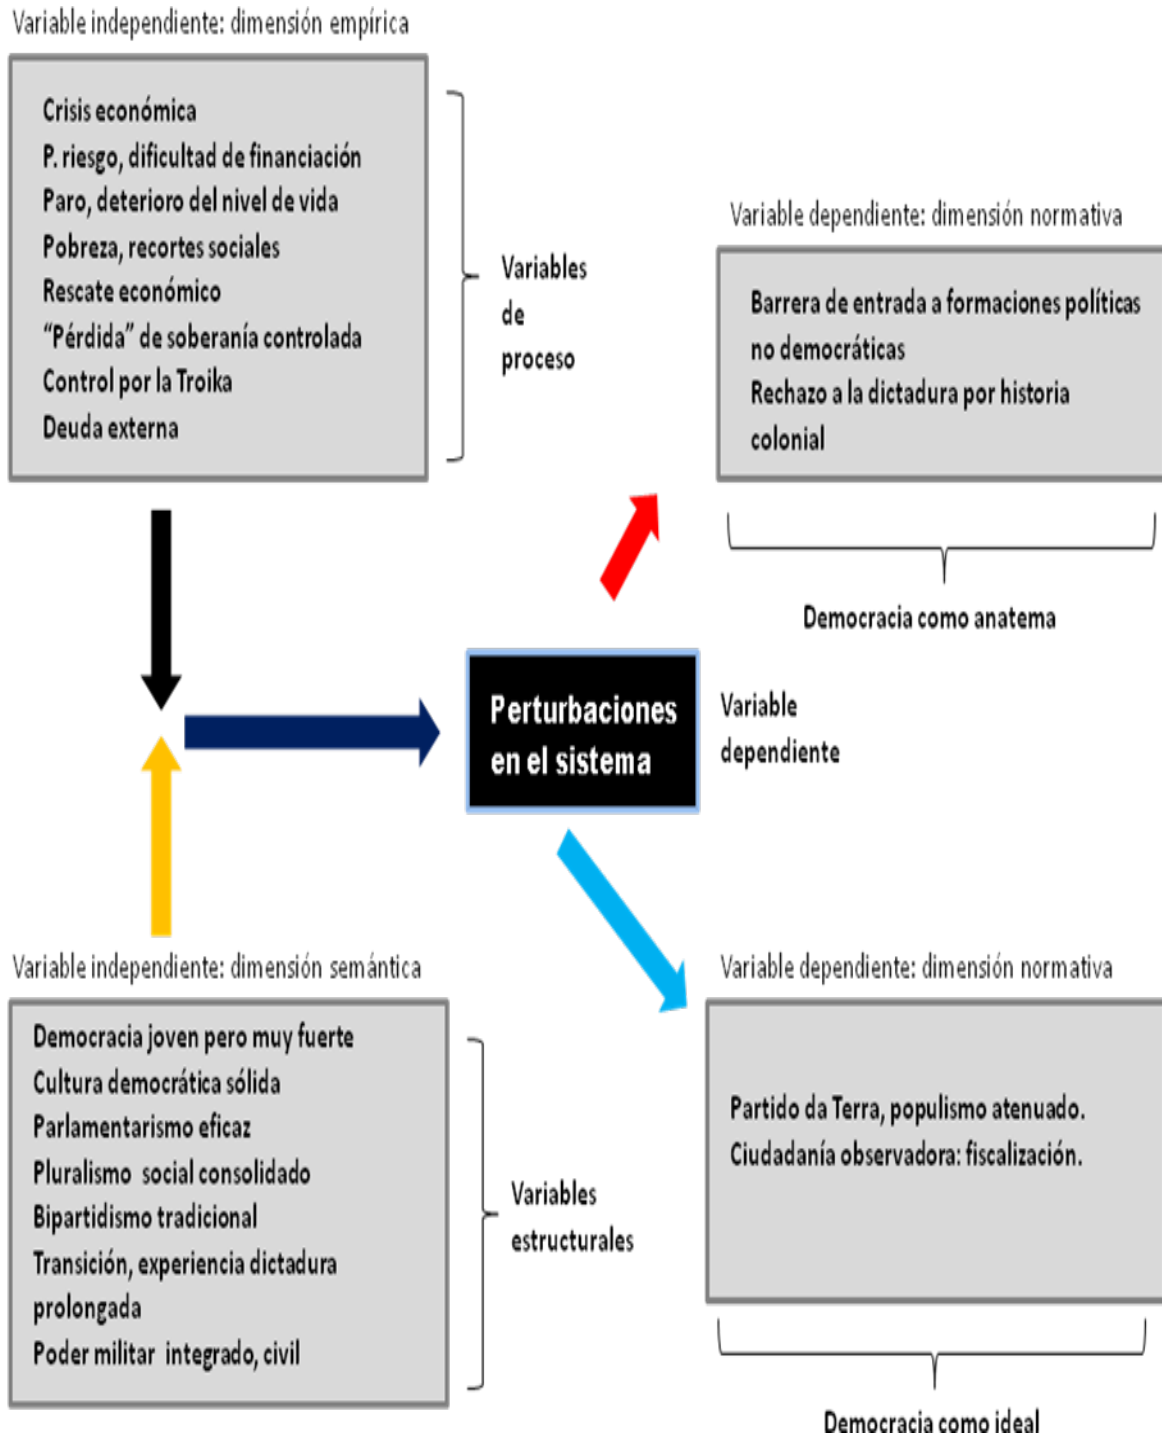 Variable independiente: dimensión empírica
Crisis económica
P. riesgo, dificultad de financiación
Paro, deterioro del nivel de vida
Pobreza, recortes sociales
Rescate económico
“Pérdida” de soberanía controlada
Control por la Troika
Deuda externa
Variables
de
proceso
Variable dependiente: dimensión normativa
Barrera de entrada a formaciones políticas
no democráticas
Rechazo a la dictadura por historia
colonial
Democracia como anatema
Perturbaciones
en el sistema
Variable
dependiente
Variable independiente: dimensión semántica
Democracia joven pero muy fuerte
Cultura democrática sólida
Parlamentarismo eficaz
Pluralismo social consolidado
Bipartidismo tradicional
Transición, experiencia dictadura
prolongada
Poder militar integrado, civil
Variables
estructurales
Variable dependiente: dimensión normativa
Partido da Terra, populismo atenuado.
Ciudadanía observadora: fiscalización.
Democracia como ideal